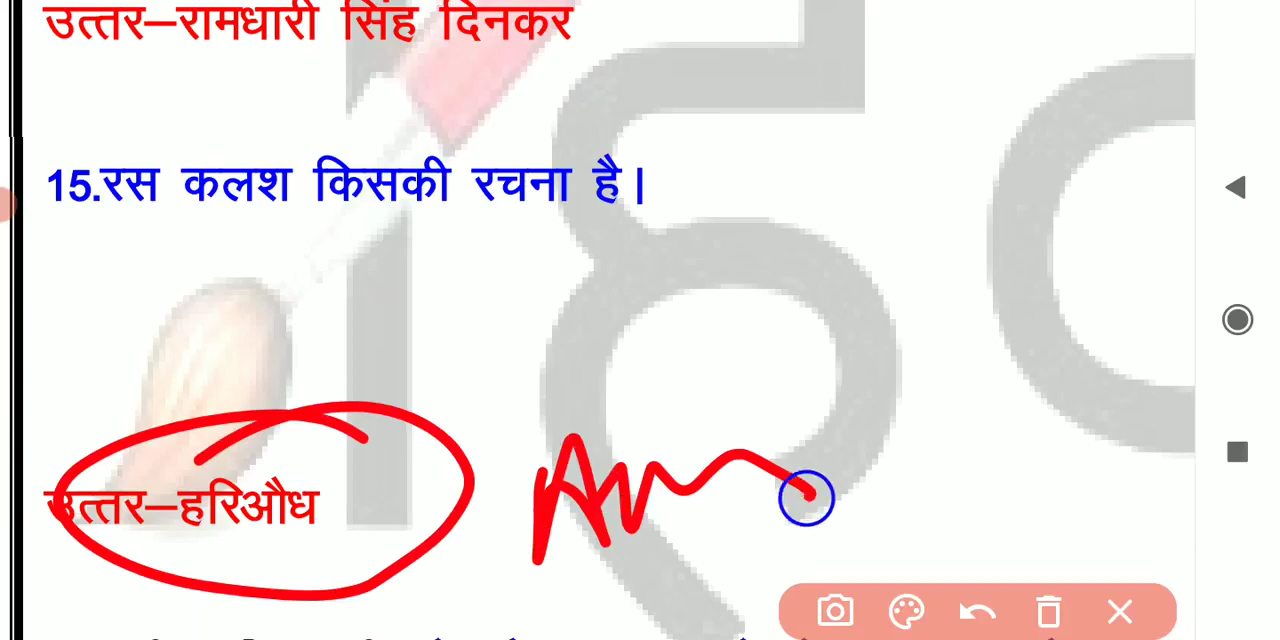 उत्तर–रामधारी सिंह दिनकर
15.रस कलश किसकी रचना है|
उत्तर–हरिऔध